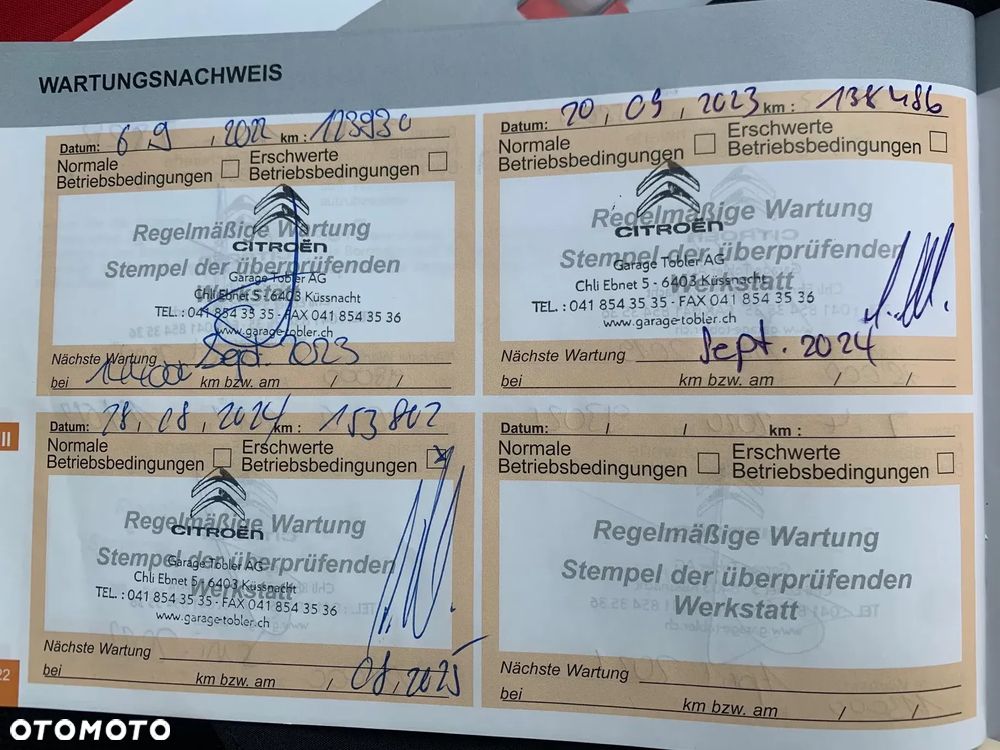 WARTUNGSNACHWEIS
Datum: 6 9 , 2022 km : 123930
Normale
Betriebsbedingungen
Erschwerte
Betriebsbedingungen
Regelmäßige Wartung
CITROËN
Stempel der überprüfenden
Werkstatt
Garage Tobler AG
Chli Ebnet 5 - 6403 Küssnacht
TEL. : 041 854 35 35 - FAX 041 854 35 36
www.garage-tobler.ch
Nächste Wartung Sept. 2023
bei 144000 km bzw. am / /
Datum: 20 , 09 , 2023 km : 138486
Normale
Betriebsbedingungen
Erschwerte
Betriebsbedingungen
Regelmäßige Wartung
CITROËN
Stempel der überprüfenden
Werkstatt
Garage Tobler AG
Chli Ebnet 5 - 6403 Küssnacht
TEL. : 041 854 35 35 - FAX 041 854 35 36
www.garage-tobler.ch
Nächste Wartung Sept. 2024
bei km bzw. am / /
Datum: 28 , 08 , 2024 km : 153802
Normale
Betriebsbedingungen
Erschwerte
Betriebsbedingungen x
Regelmäßige Wartung
CITROËN
Stempel der überprüfenden
Werkstatt
Garage Tobler AG
Chli Ebnet 5 - 6403 Küssnacht
TEL. : 041 854 35 35 - FAX 041 854 35 36
www.garage-tobler.ch
Nächste Wartung
bei km bzw. am / 08, 2025
Datum: / / km :
Normale
Betriebsbedingungen
Erschwerte
Betriebsbedingungen
Regelmäßige Wartung
Stempel der überprüfenden
Werkstatt
Nächste Wartung
bei km bzw. am / /
II
22
OTOMOTO